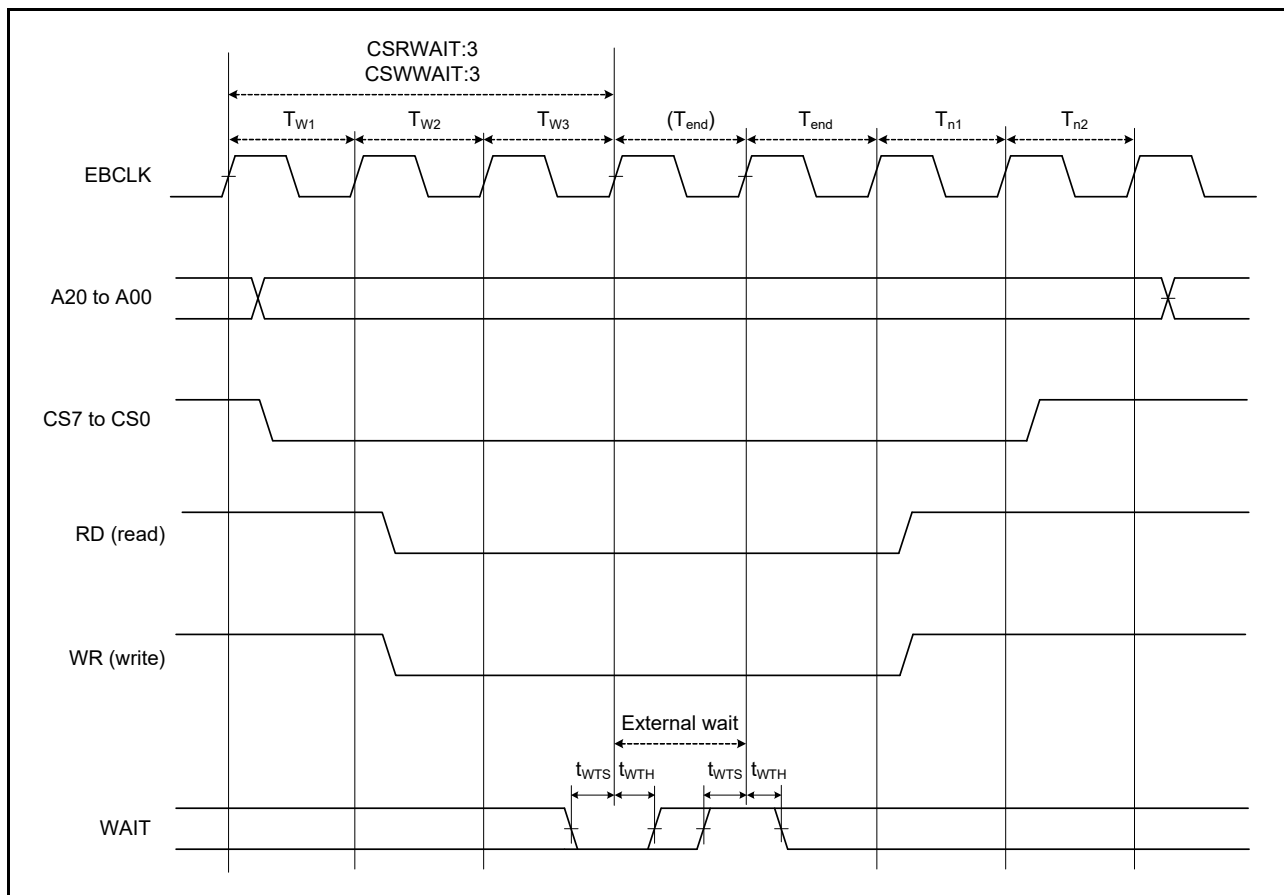 CSRWAIT:3
CSWWAIT:3
TW1 TW2 TW3 (Tend) Tend Tn1 Tn2
EBCLK
A20 to A00
CS7 to CS0
RD (read)
WR (write)
External wait
tWTS tWTH tWTS tWTH
WAIT